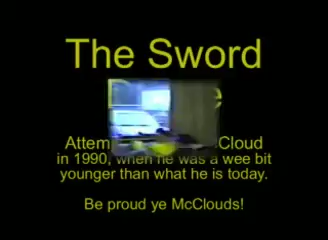 The Sword
Attem Cloud
in 1990, when he was a wee bit
younger than what he is today.
Be proud ye McClouds!